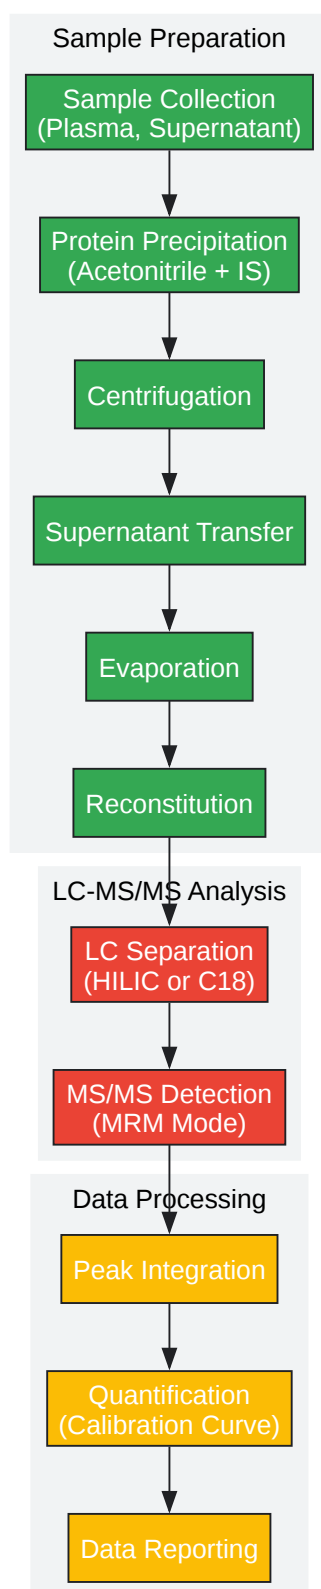 Sample Preparation
Sample Collection
(Plasma, Supernatant)
Protein Precipitation
(Acetonitrile + IS)
Centrifugation
Supernatant Transfer
Evaporation
Reconstitution
LC-MS/MS Analysis
LC Separation
(HILIC or C18)
MS/MS Detection
(MRM Mode)
Data Processing
Peak Integration
Quantification
(Calibration Curve)
Data Reporting